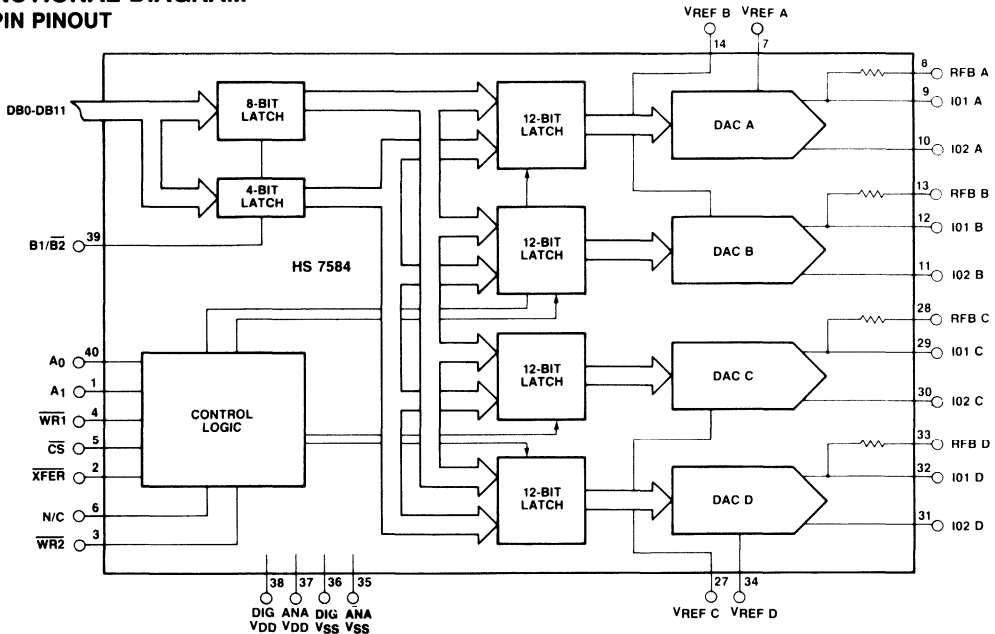 PIN PINOUT
VREF B
VREF A
14
7
DB0-DB11
8-BIT
LATCH
12-BIT
LATCH
DAC A
8
RFB A
9
I01 A
10
I02 A
4-BIT
LATCH
39
B1/B2
HS 7584
12-BIT
LATCH
DAC B
13
RFB B
12
I01 B
11
I02 B
40
A0
1
A1
4
WR1
5
CS
2
XFER
6
N/C
3
WR2
CONTROL
LOGIC
12-BIT
LATCH
DAC C
28
RFB C
29
I01 C
30
I02 C
12-BIT
LATCH
DAC D
33
RFB D
32
I01 D
31
I02 D
38
37
36
35
DIG
VDD
ANA
VDD
DIG
VSS
ANA
VSS
27
34
VREF C
VREF D